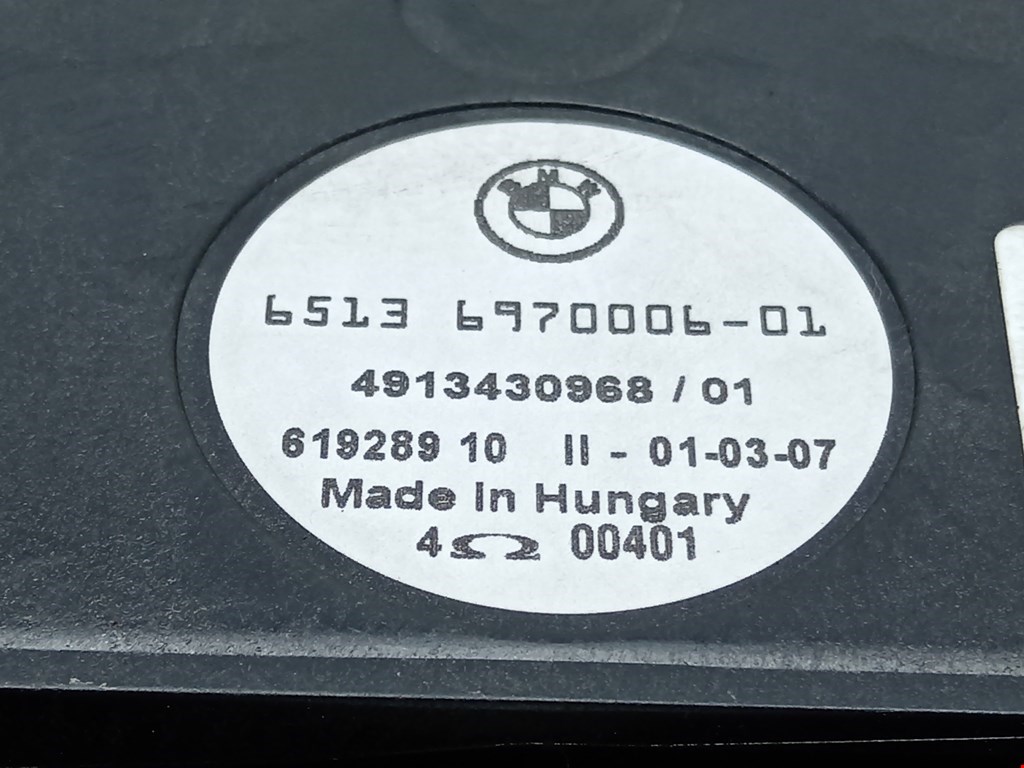 BMW
6513 6970006-01
4913430968 / 01
619289 10 II - 01-03-07
Made In Hungary
4Ω 00401